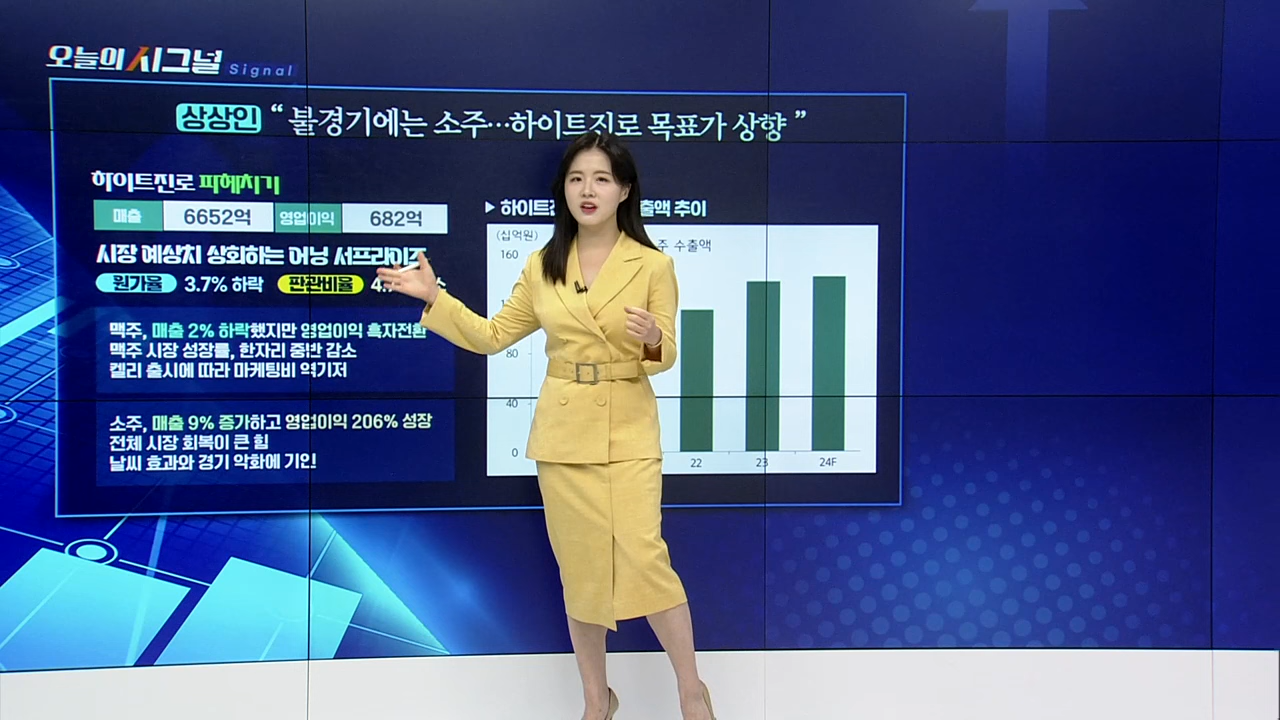 오늘의 시그널 Signal
상상인 “ 불경기에는 소주…하이트진로 목표가 상향 ”
하이트진로 파헤치기
매출 6652억 영업이익 682억
시장 예상치 상회하는 어닝 서프라이즈
원가율 3.7% 하락 판관비율
맥주, 매출 2% 하락했지만 영업이익 흑자전환
맥주 시장 성장률, 한자리 중반 감소
켈리 출시에 따라 마케팅비 역기저
소주, 매출 9% 증가하고 영업이익 206% 성장
전체 시장 회복이 큰 힘
날씨 효과와 경기 악화에 기인
▶ 추이
(십억원)
수출액
160
80
40
0
22 23 24F